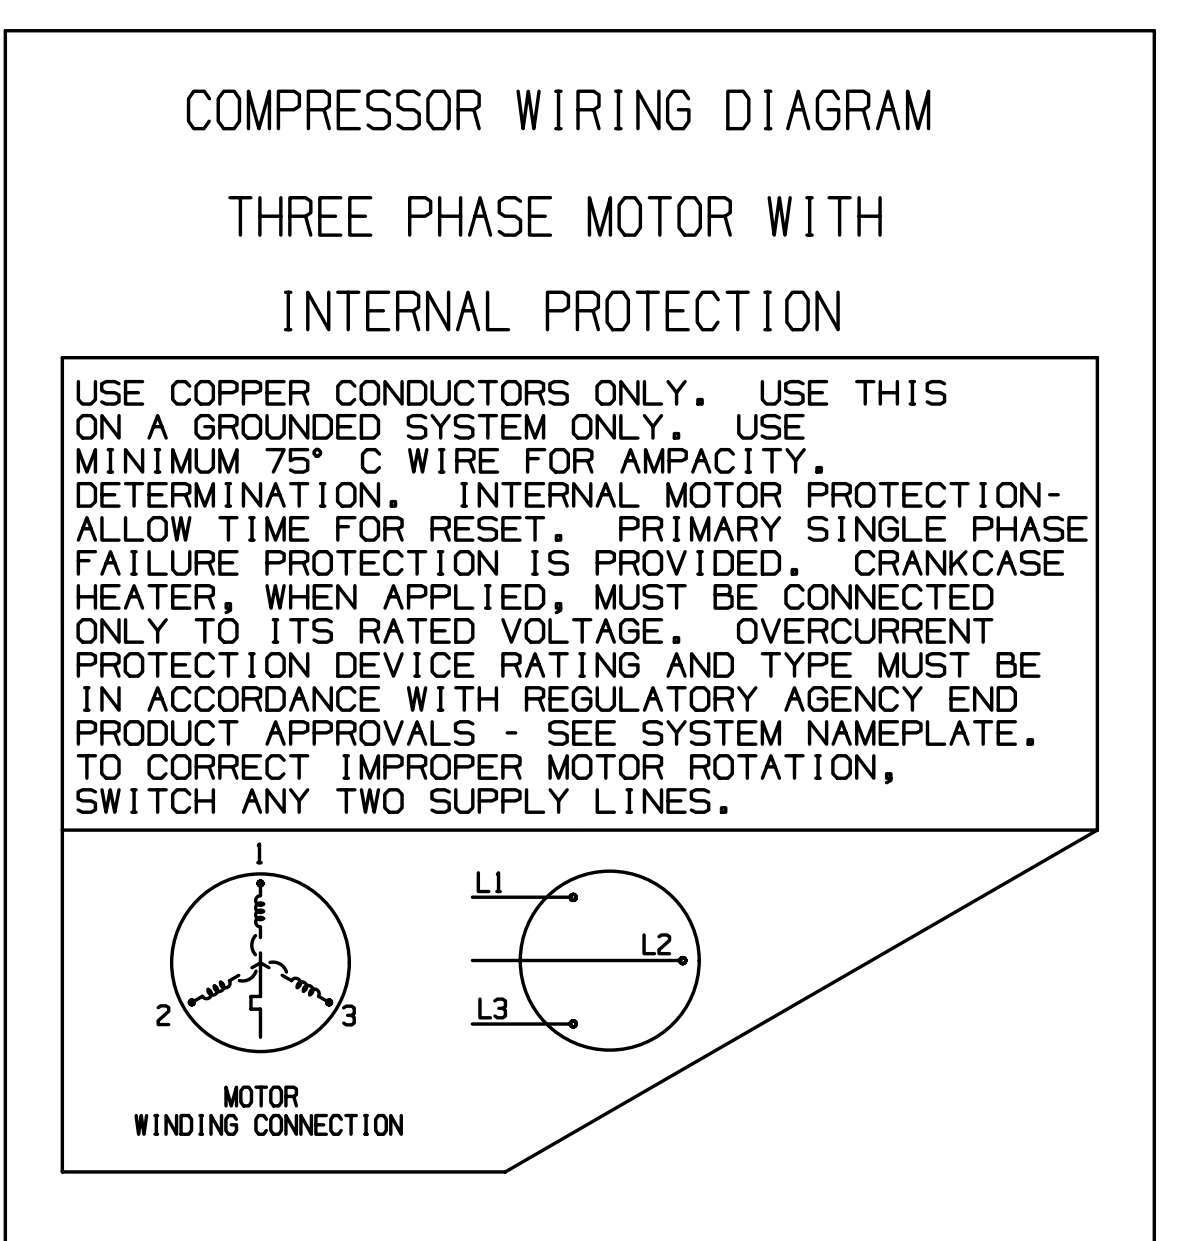 COMPRESSOR WIRING DIAGRAM
THREE PHASE MOTOR WITH
INTERNAL PROTECTION
USE COPPER CONDUCTORS ONLY. USE THIS
ON A GROUNDED SYSTEM ONLY. USE
MINIMUM 75° C WIRE FOR AMPACITY.
DETERMINATION. INTERNAL MOTOR PROTECTION-
ALLOW TIME FOR RESET. PRIMARY SINGLE PHASE
FAILURE PROTECTION IS PROVIDED. CRANKCASE
HEATER, WHEN APPLIED, MUST BE CONNECTED
ONLY TO ITS RATED VOLTAGE. OVERCURRENT
PROTECTION DEVICE RATING AND TYPE MUST BE
IN ACCORDANCE WITH REGULATORY AGENCY END
PRODUCT APPROVALS - SEE SYSTEM NAMEPLATE.
TO CORRECT IMPROPER MOTOR ROTATION,
SWITCH ANY TWO SUPPLY LINES.
1
2
3
MOTOR
WINDING CONNECTION
L1
L2
L3